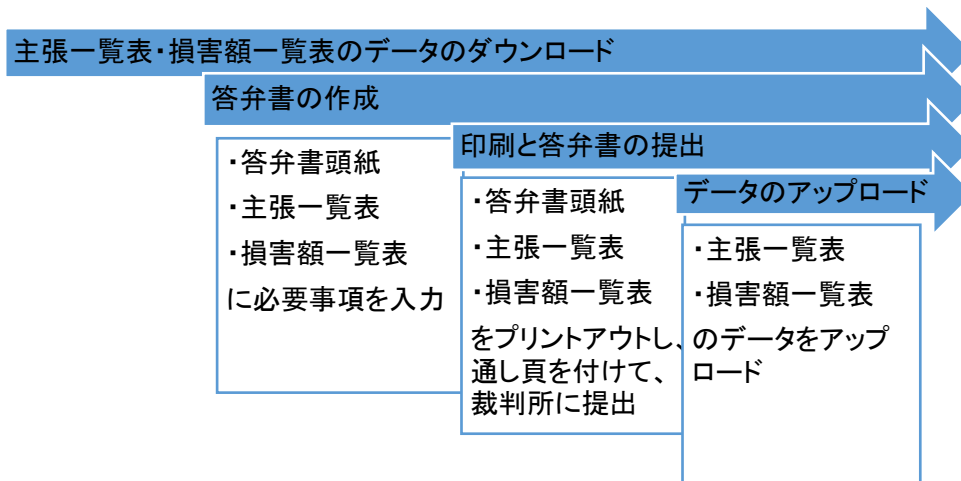 主張一覧表・損害額一覧表のデータのダウンロード
答弁書の作成
・答弁書頭紙
・主張一覧表
・損害額一覧表
に必要事項を入力
印刷と答弁書の提出
・答弁書頭紙
・主張一覧表
・損害額一覧表
をプリントアウトし、
通し頁を付けて、
裁判所に提出
データのアップロード
・主張一覧表
・損害額一覧表
のデータをアップ
ロード